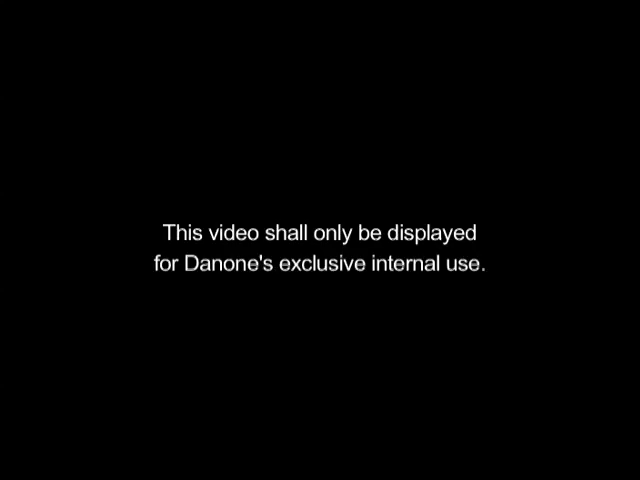 This video shall only be displayed
for Danone's exclusive internal use.